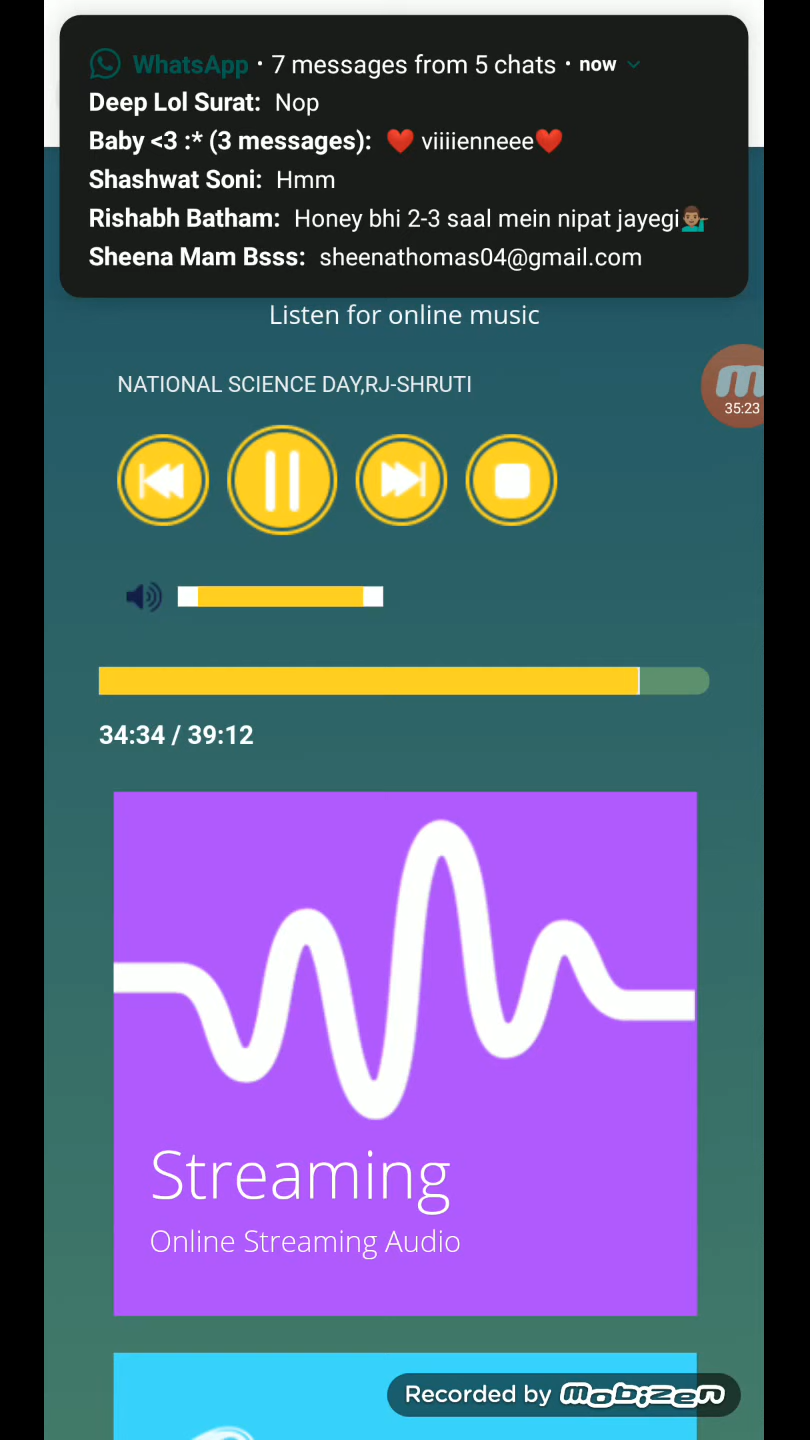 WhatsApp • 7 messages from 5 chats • now
Deep Lol Surat: Nop
Baby <3 :* (3 messages): ❤️ viiiienneee❤️
Shashwat Soni: Hmm
Rishabh Batham: Honey bhi 2-3 saal mein nipat jayegi💁🏽‍♂️
Sheena Mam Bsss: sheenathomas04@gmail.com
Listen for online music
NATIONAL SCIENCE DAY,RJ-SHRUTI
35:23
34:34 / 39:12
Streaming
Online Streaming Audio
Recorded by mobizen